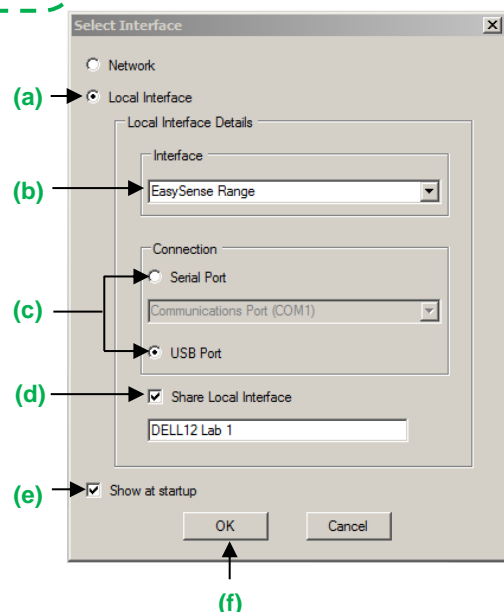 Select Interface
Network
(a) Local Interface
Local Interface Details
Interface
(b) EasySense Range
Connection
Serial Port
(c) Communications Port (COM1)
USB Port
(d) Share Local Interface
DELL12 Lab 1
(e) Show at startup
OK Cancel
(f)